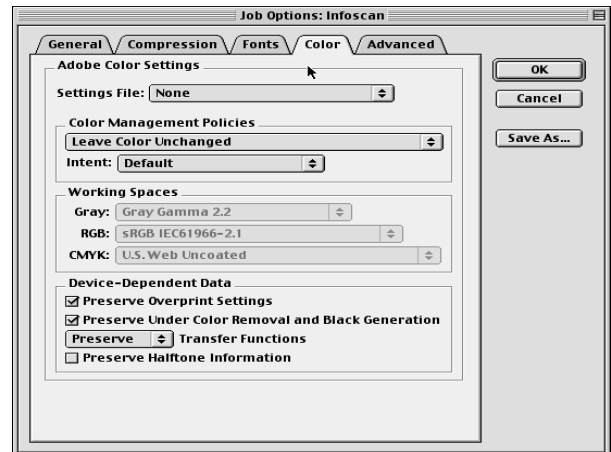 Job Options: Infoscan
General Compression Fonts Color Advanced
Adobe Color Settings
Settings File: None
Color Management Policies
Leave Color Unchanged
Intent: Default
Working Spaces
Gray: Gray Gamma 2.2
RGB: sRGB IEC61966-2.1
CMYK: U.S. Web Uncoated
Device-Dependent Data
Preserve Overprint Settings
Preserve Under Color Removal and Black Generation
Preserve Transfer Functions
Preserve Halftone Information
OK
Cancel
Save As...